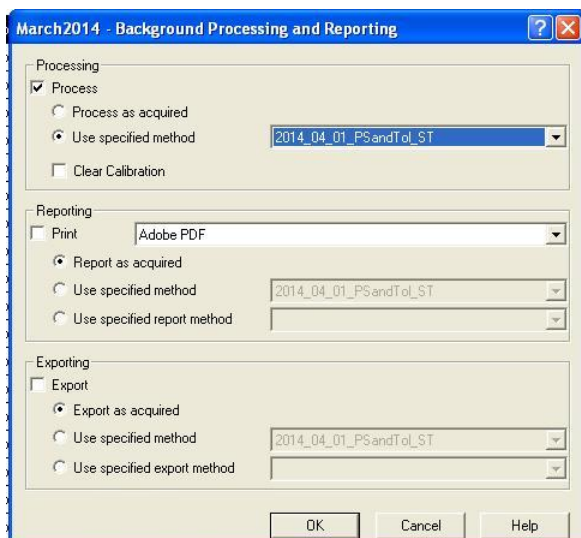 March2014 - Background Processing and Reporting
Processing
Process
Process as acquired
Use specified method 2014_04_01_PSandTol_ST
Clear Calibration
Reporting
Print Adobe PDF
Report as acquired
Use specified method 2014_04_01_PSandTol_ST
Use specified report method
Exporting
Export
Export as acquired
Use specified method 2014_04_01_PSandTol_ST
Use specified export method
OK Cancel Help